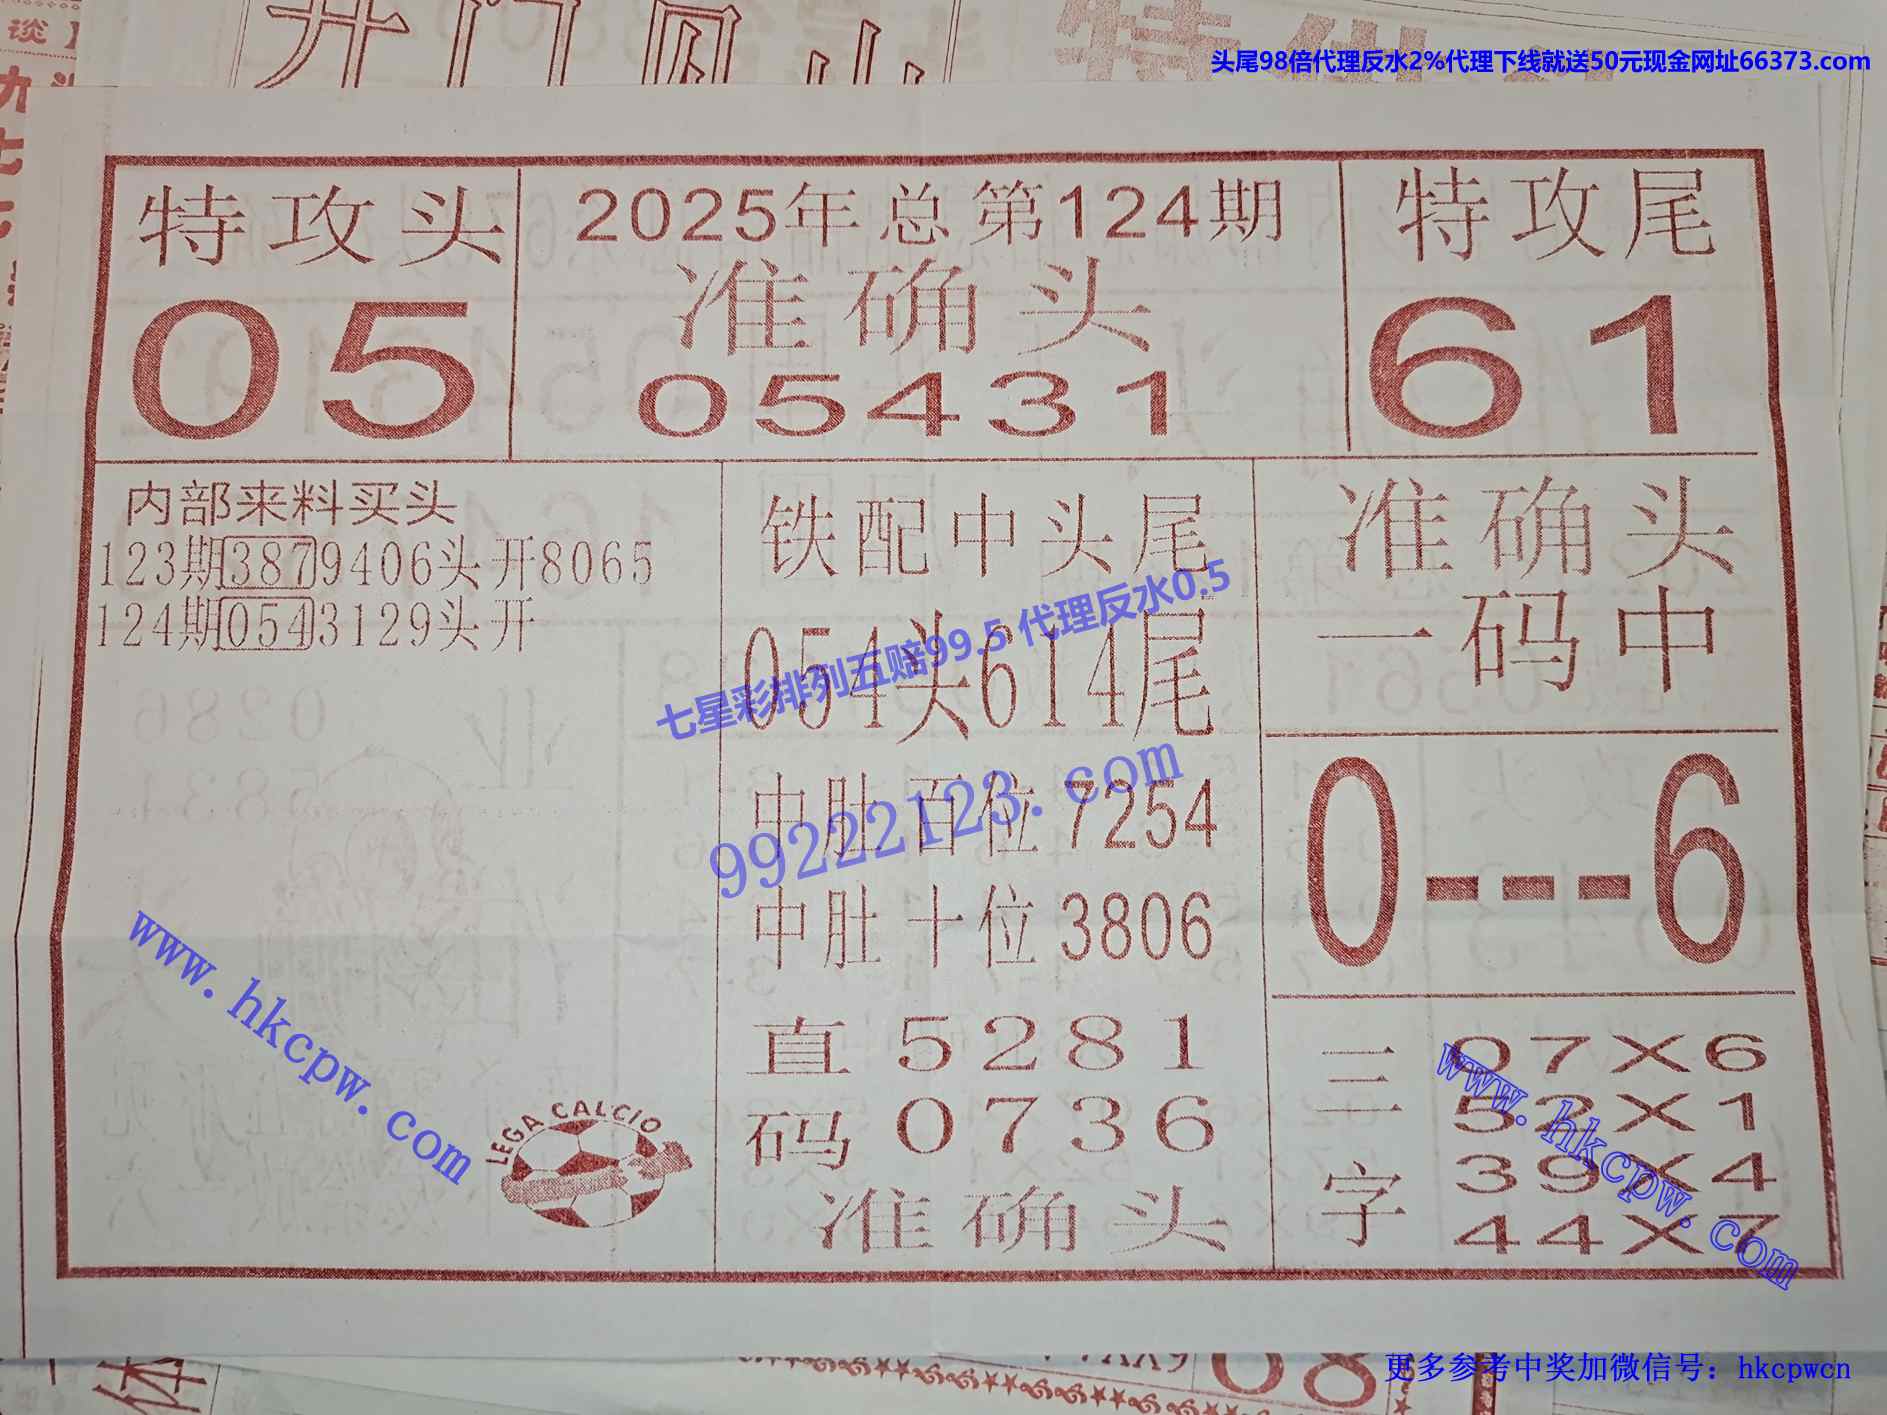 头尾98倍代理反水2%代理下线就送50元现金网址66373.com
特攻头
05
2025年总第124期
准确头
05431
特攻尾
61
内部来料买头
123期3879406头开8065
124期0543129头开
铁配中头尾
054头614尾
七星彩排列五赔99.5 代理反水0.5
中肚百位7254
99222123.com
中肚十位3806
直 5281
码 0736
准确头
准确头
一码中
0---6
三字
07X6
52X1
39X4
44X7
www.hkcpw.com
www.hkcpw.com
LEGA CALCIO
更多参考中奖加微信号：hkcpwcn